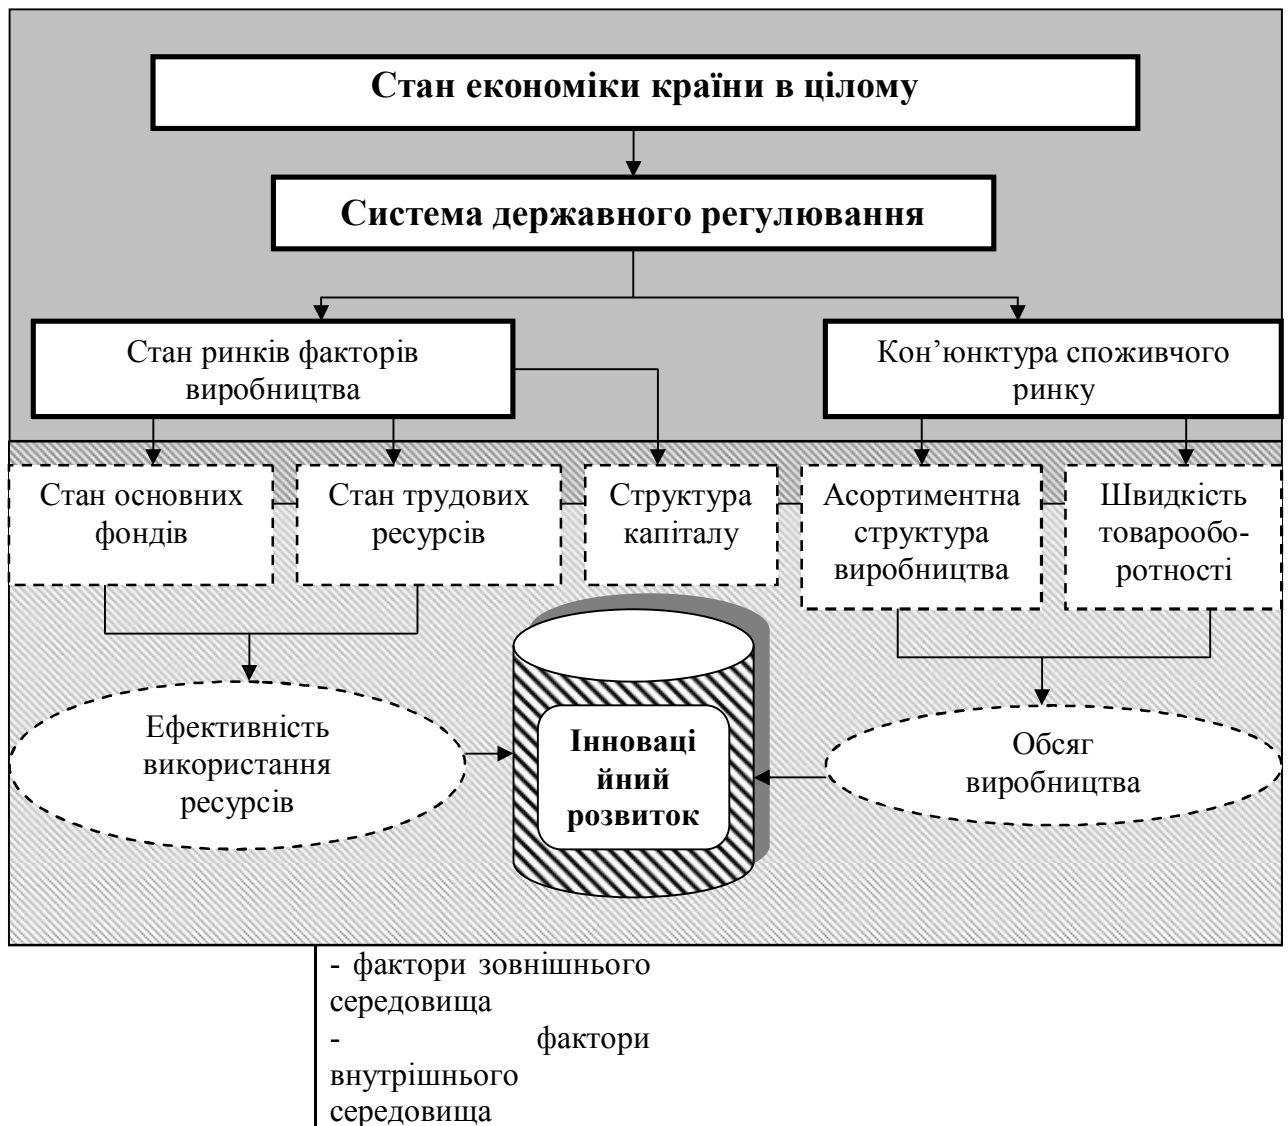 Стан економіки країни в цілому
Система державного регулювання
Стан ринків факторів
виробництва
Кон’юнктура споживчого
ринку
Стан основних
фондів
Стан трудових
ресурсів
Структура
капіталу
Асортиментна
структура
виробництва
Швидкість
товарообо-
ротності
Ефективність
використання
ресурсів
Інноваці
йний
розвиток
Обсяг
виробництва
- фактори зовнішнього
середовища
- фактори
внутрішнього
середовища